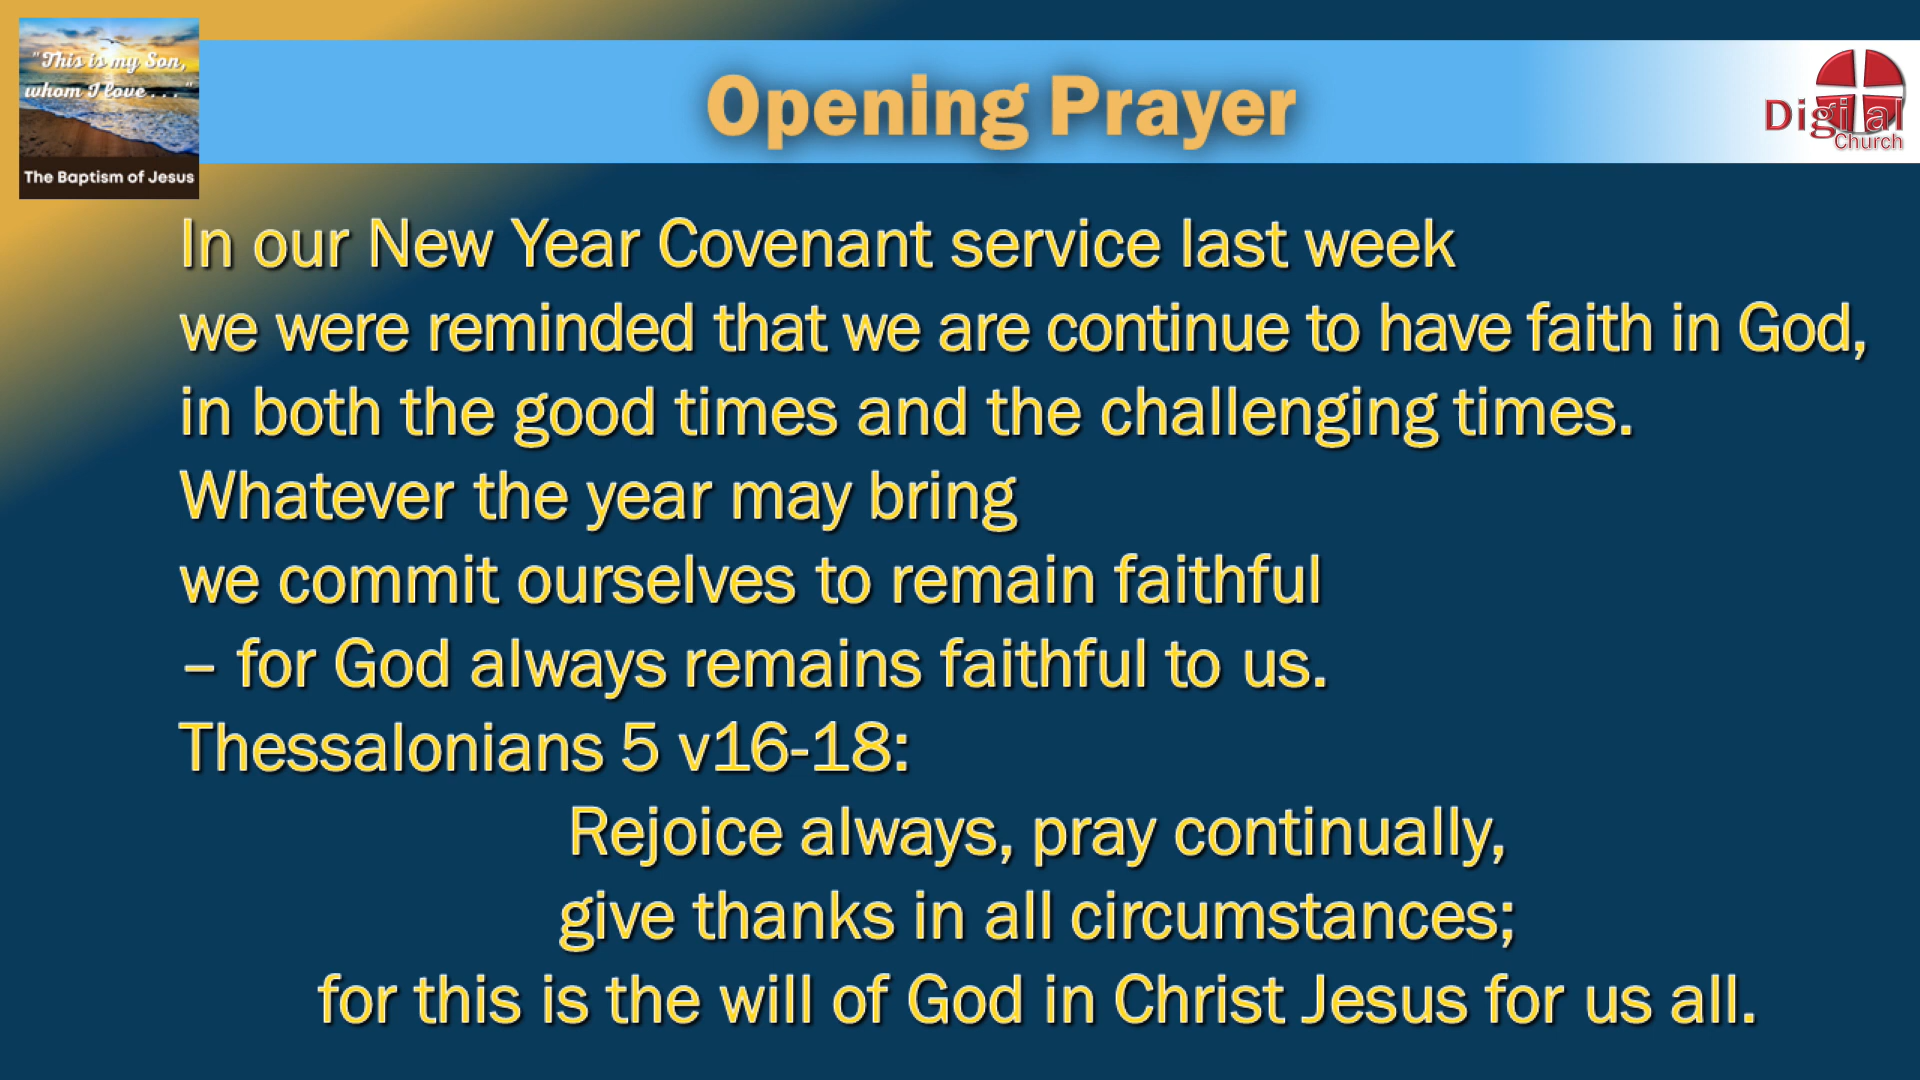 "This is my Son,
whom I love . . ."
The Baptism of Jesus
Opening Prayer
Digital
Church
In our New Year Covenant service last week
we were reminded that we are continue to have faith in God,
in both the good times and the challenging times.
Whatever the year may bring
we commit ourselves to remain faithful
– for God always remains faithful to us.
Thessalonians 5 v16-18:
Rejoice always, pray continually,
give thanks in all circumstances;
for this is the will of God in Christ Jesus for us all.